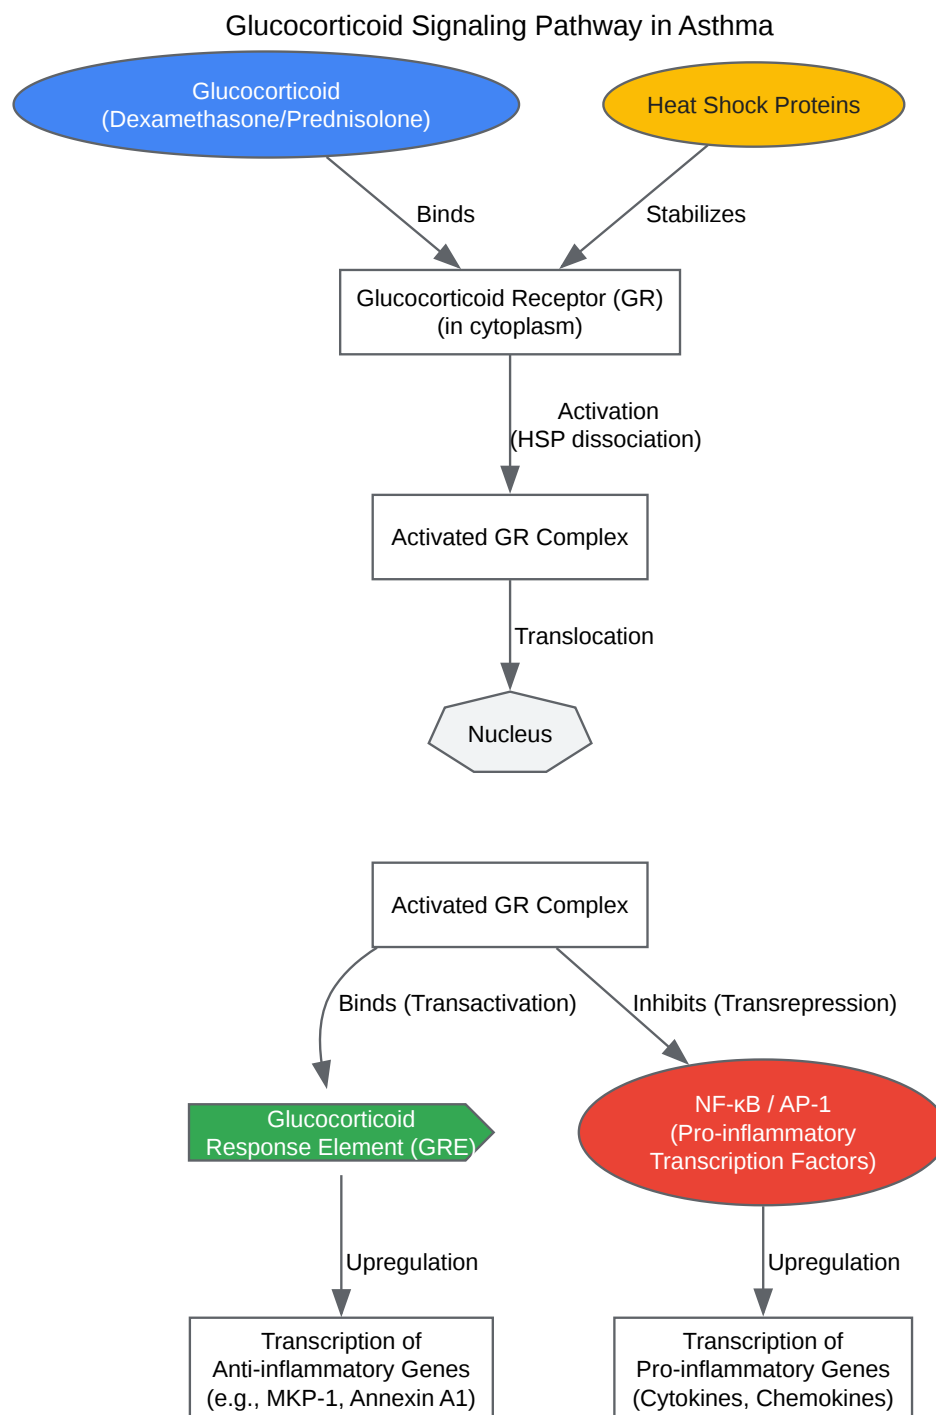 Glucocorticoid Signaling Pathway in Asthma
Glucocorticoid
(Dexamethasone/Prednisolone)
Heat Shock Proteins
Binds
Stabilizes
Glucocorticoid Receptor (GR)
(in cytoplasm)
Activation
(HSP dissociation)
Activated GR Complex
Translocation
Nucleus
Activated GR Complex
Binds (Transactivation)
Inhibits (Transrepression)
Glucocorticoid
Response Element (GRE)
NF-κB / AP-1
(Pro-inflammatory
Transcription Factors)
Upregulation
Upregulation
Transcription of
Anti-inflammatory Genes
(e.g., MKP-1, Annexin A1)
Transcription of
Pro-inflammatory Genes
(Cytokines, Chemokines)